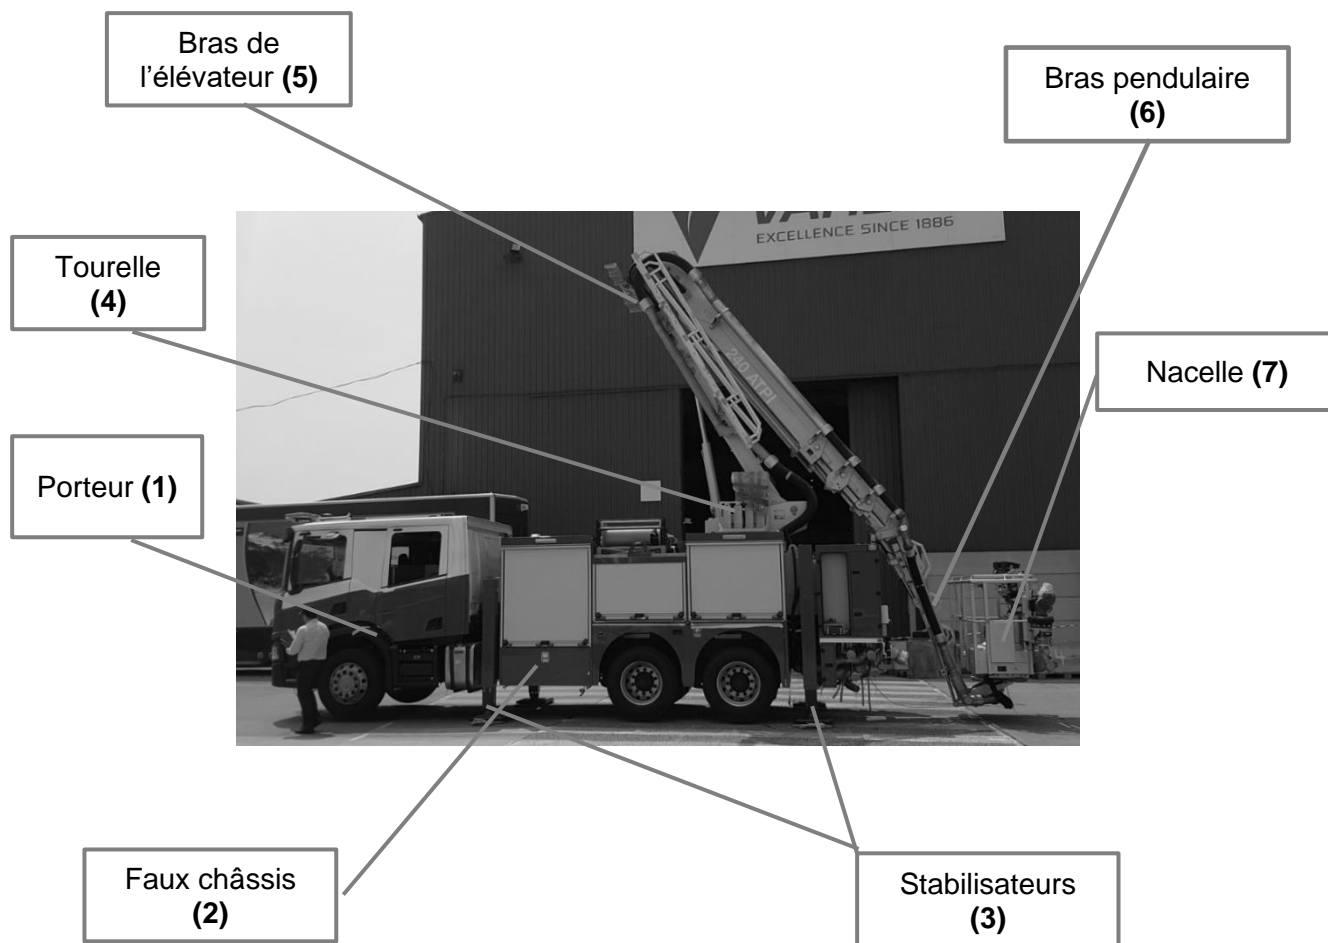 Bras de
l'élévateur (5)
Bras pendulaire
(6)
EXCELLENCE SINCE 1886
Tourelle
(4)
240 ATPI
Nacelle (7)
Porteur (1)
Faux châssis
(2)
Stabilisateurs
(3)